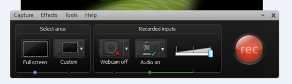 Capture Effects Tools Help
Select area
Recorded inputs
Full screen
Custom
Webcam off
Audio on
rec